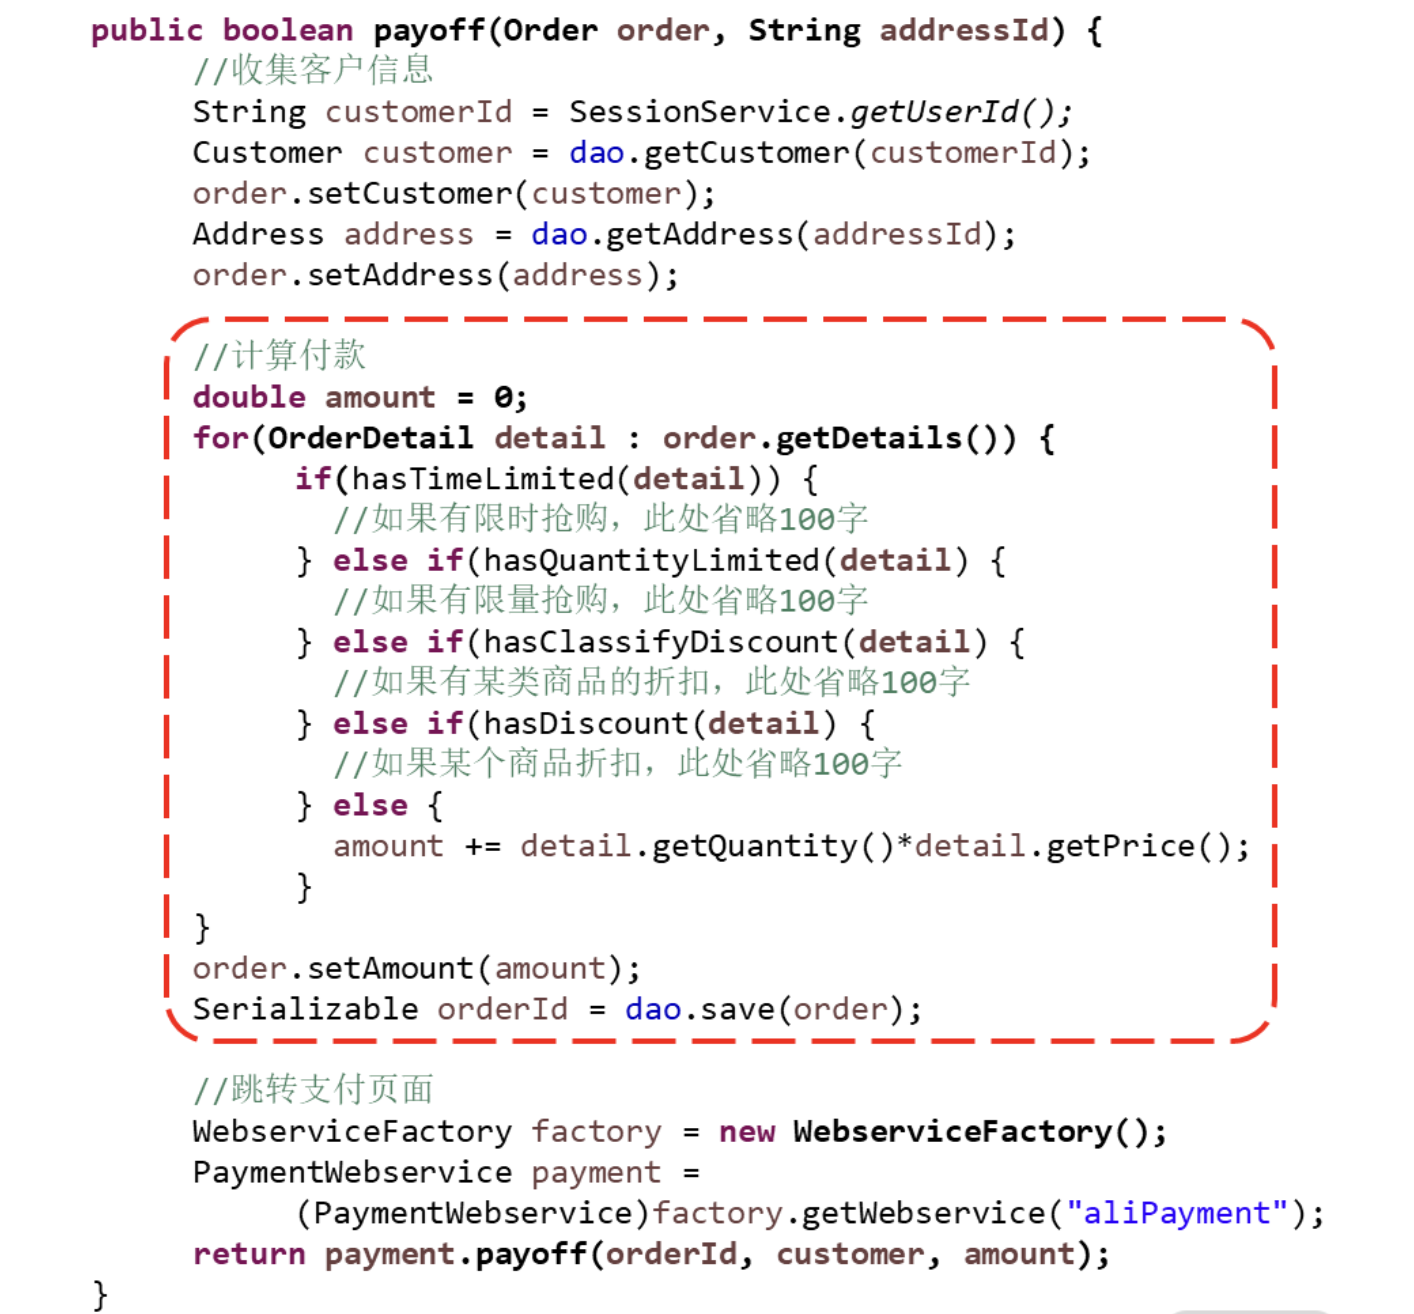 public boolean payoff(Order order, String addressId) {
//收集客户信息
String customerId = SessionService.getUserId();
Customer customer = dao.getCustomer(customerId);
order.setCustomer(customer);
Address address = dao.getAddress(addressId);
order.setAddress(address);
//计算付款
double amount = 0;
for(OrderDetail detail : order.getDetails()) {
if(hasTimeLimited(detail)) {
//如果有限时抢购，此处省略100字
} else if(hasQuantityLimited(detail) {
//如果有限量抢购，此处省略100字
} else if(hasClassifyDiscount(detail) {
//如果有某类商品的折扣，此处省略100字
} else if(hasDiscount(detail) {
//如果某个商品折扣，此处省略100字
} else {
amount += detail.getQuantity()*detail.getPrice();
}
}
order.setAmount(amount);
Serializable orderId = dao.save(order);
//跳转支付页面
WebserviceFactory factory = new WebserviceFactory();
PaymentWebservice payment =
(PaymentWebservice)factory.getWebservice("aliPayment");
return payment.payoff(orderId, customer, amount);
}